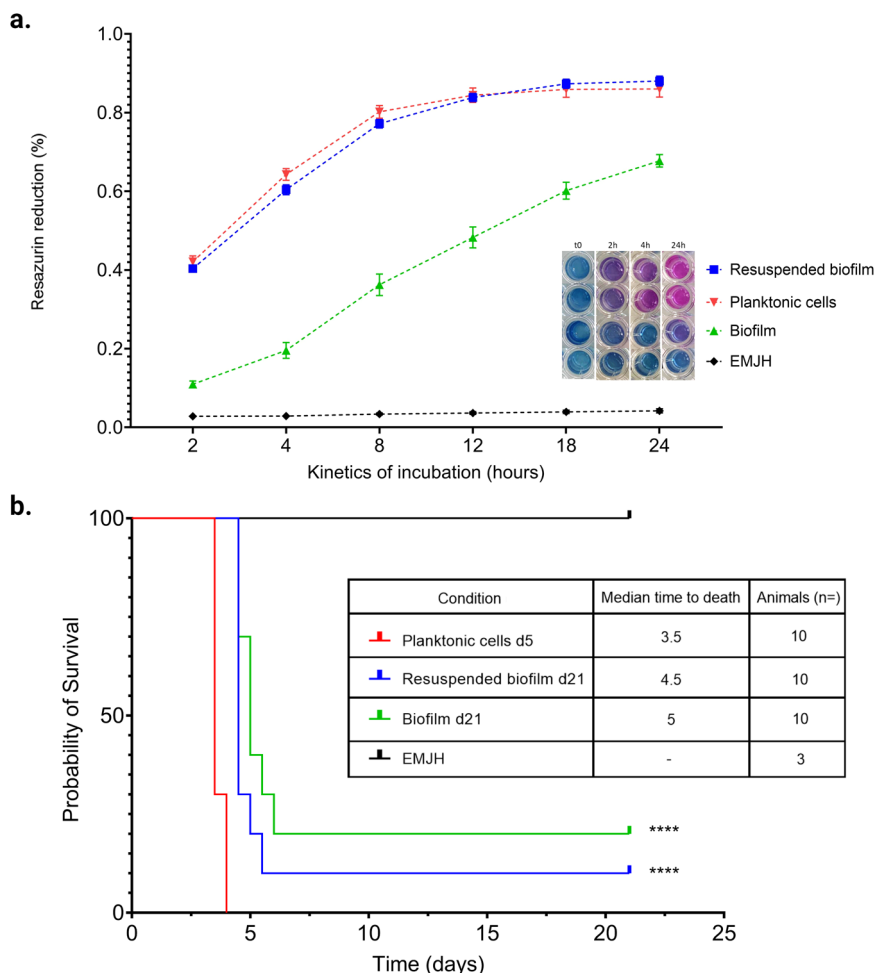 a.
1.0
0.8
0.6
0.4
0.2
0.0
Resazurin reduction (%)
2 4 8 12 18 24
Kinetics of incubation (hours)
t0 2h 4h 24h
Resuspended biofilm
Planktonic cells
Biofilm
EMJH
b.
100
50
0
Probability of Survival
0 5 10 15 20 25
Time (days)
Condition Median time to death Animals (n=)
Planktonic cells d5 3.5 10
Resuspended biofilm d21 4.5 10
Biofilm d21 5 10
EMJH - 3
****
****